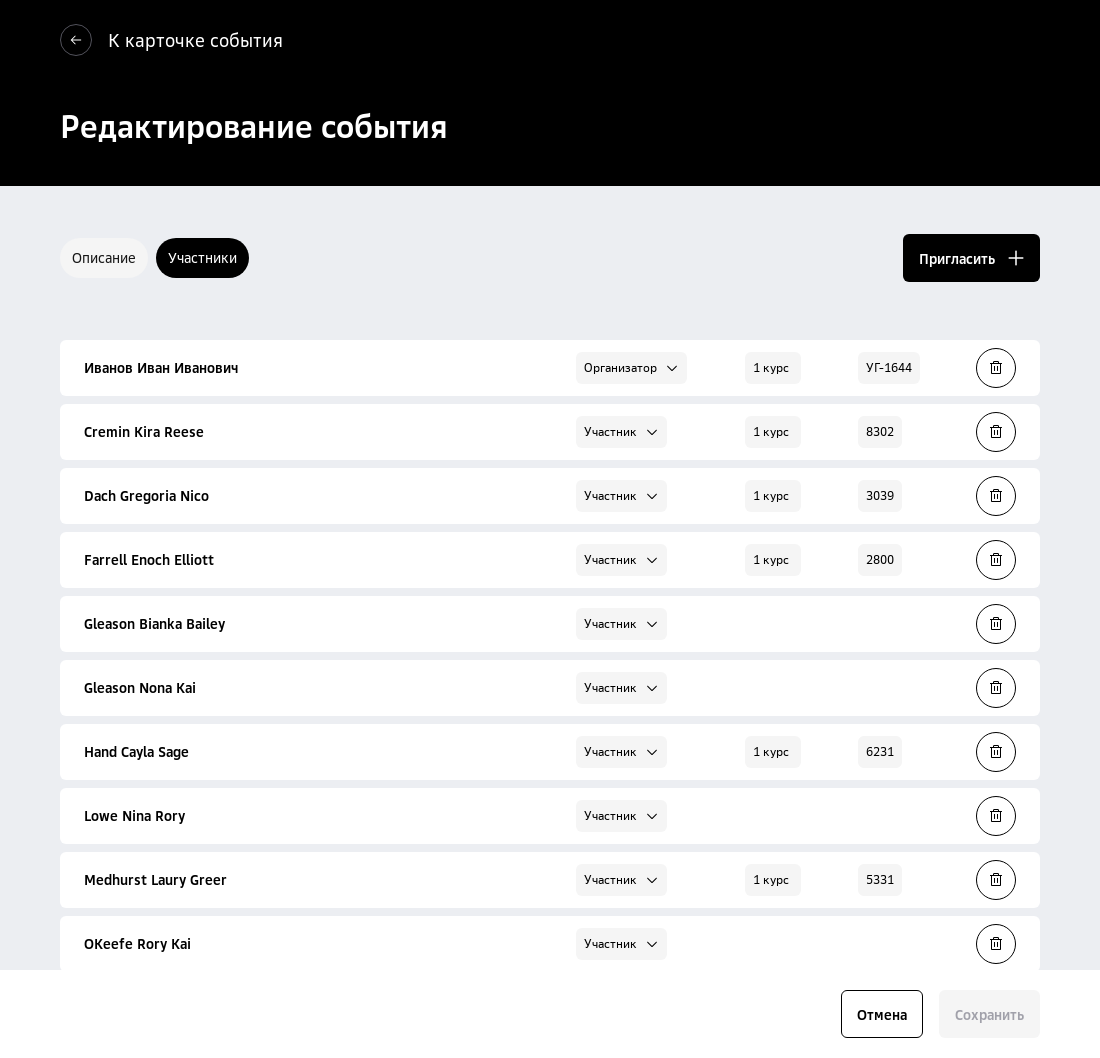 К карточке события
Редактирование события
Описание Участники Пригласить
Иванов Иван Иванович Организатор 1 курс УГ-1644
Cremin Kira Reese Участник 1 курс 8302
Dach Gregoria Nico Участник 1 курс 3039
Farrell Enoch Elliott Участник 1 курс 2800
Gleason Bianka Bailey Участник
Gleason Nona Kai Участник
Hand Cayla Sage Участник 1 курс 6231
Lowe Nina Rory Участник
Medhurst Laury Greer Участник 1 курс 5331
OKeefe Rory Kai Участник
Отмена Сохранить